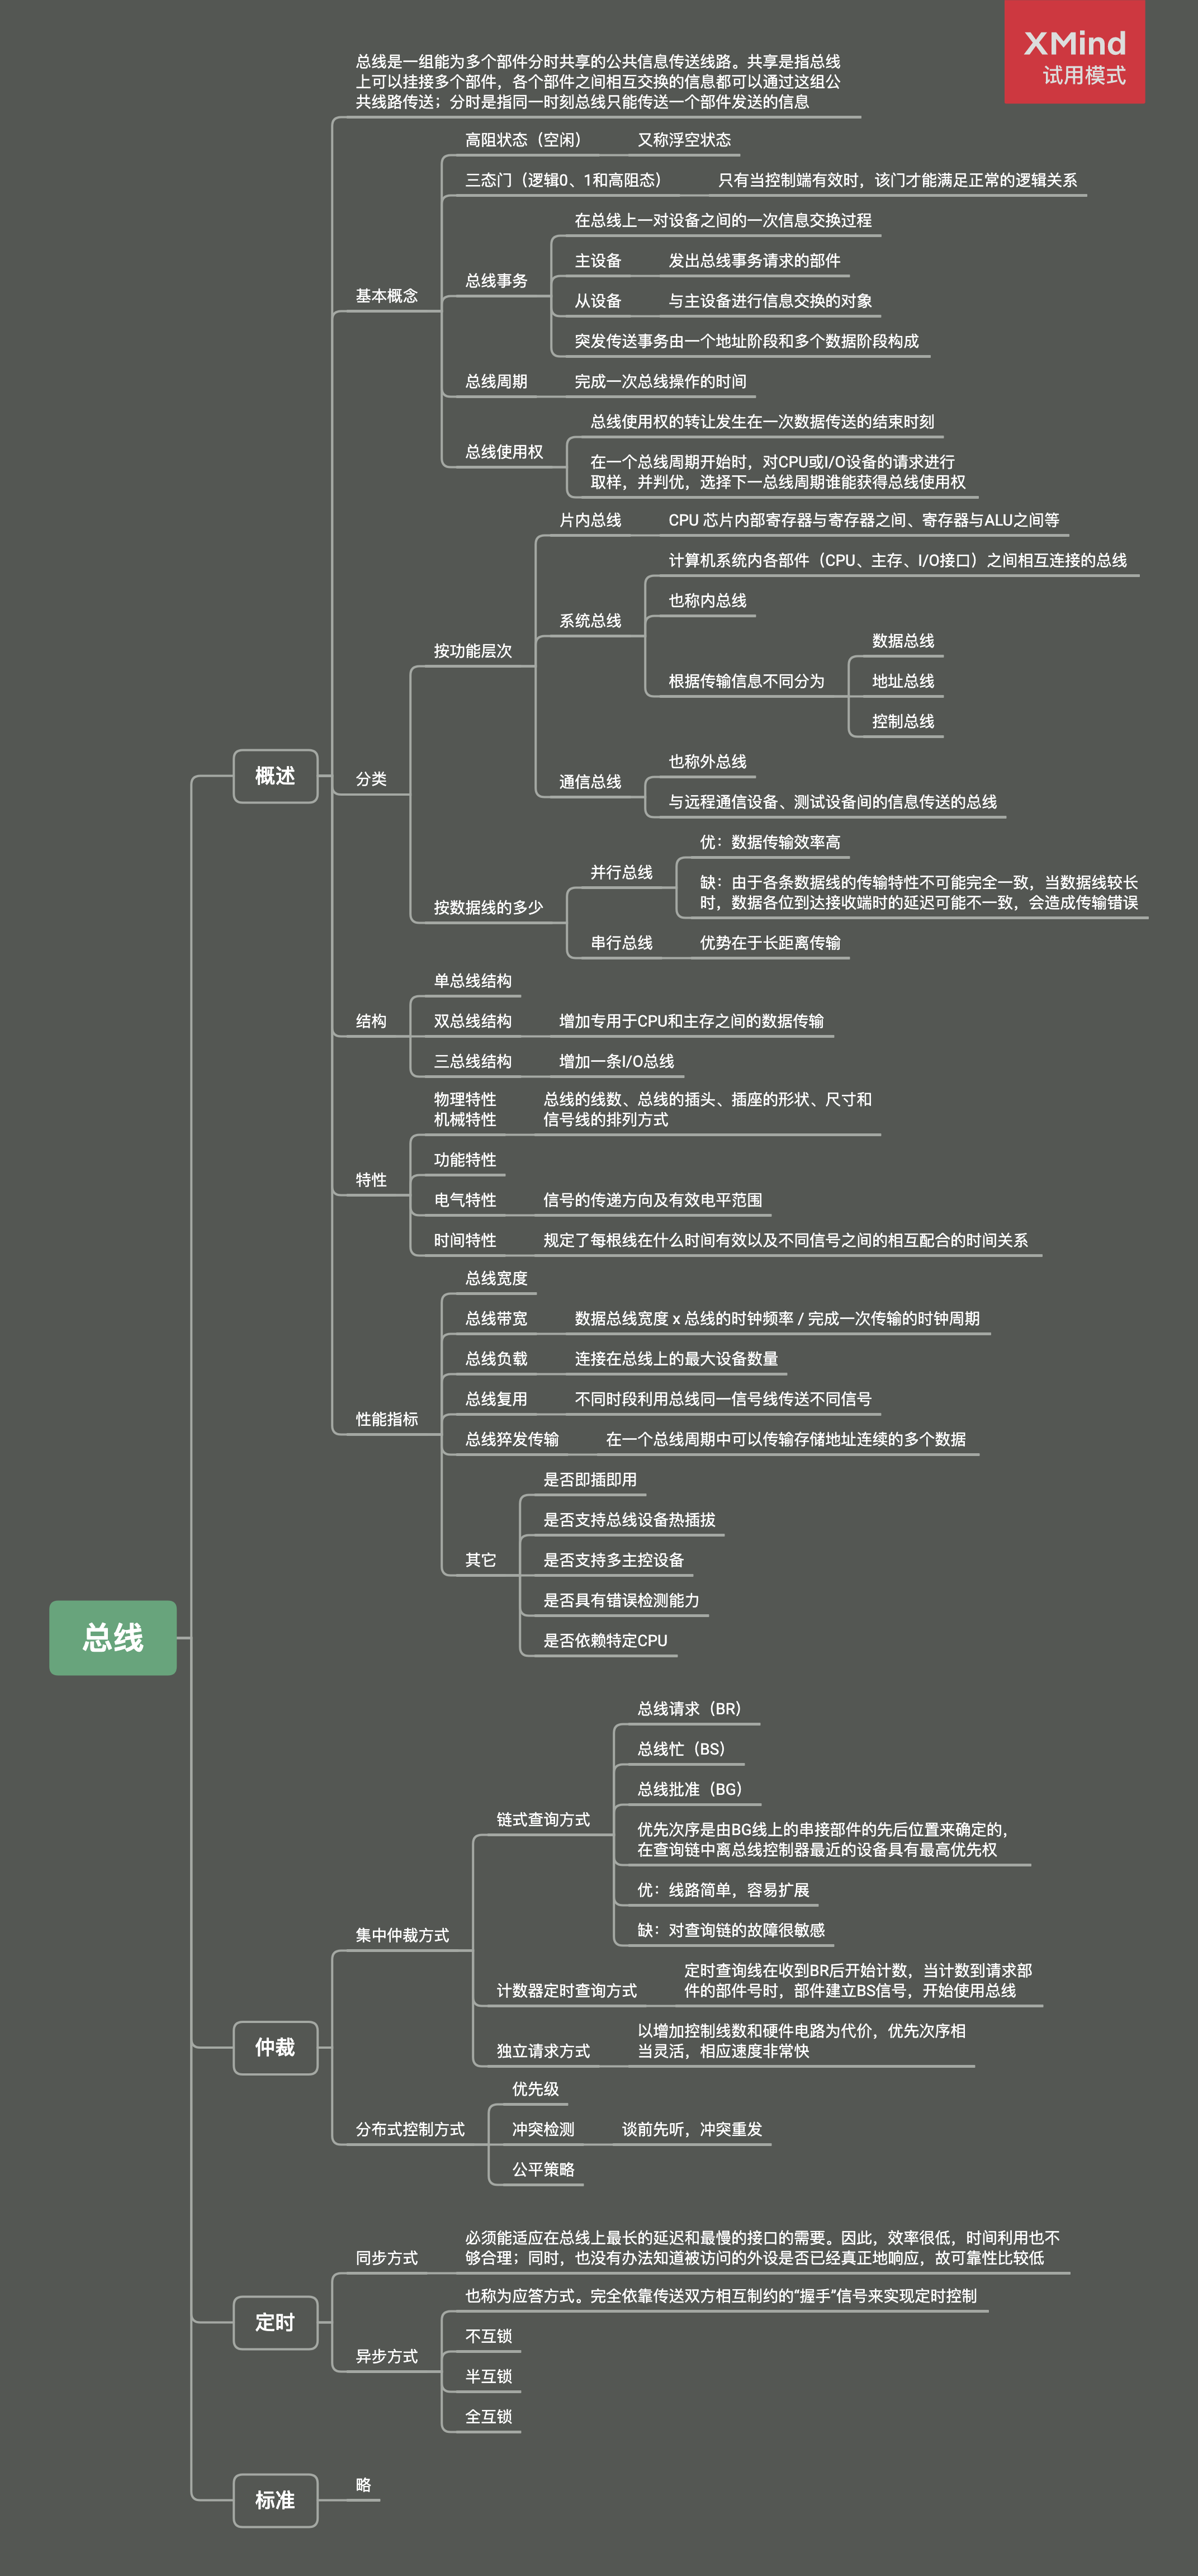 XMind
试用模式
总线是一组能为多个部件分时共享的公共信息传送线路。共享是指总线
上可以挂接多个部件，各个部件之间相互交换的信息都可以通过这组公
共线路传送；分时是指同一时刻总线只能传送一个部件发送的信息
高阻状态（空闲）
又称浮空状态
三态门（逻辑0、1和高阻态）
只有当控制端有效时，该门才能满足正常的逻辑关系
在总线上一对设备之间的一次信息交换过程
主设备
发出总线事务请求的部件
总线事务
从设备
与主设备进行信息交换的对象
基本概念
突发传送事务由一个地址阶段和多个数据阶段构成
总线周期
完成一次总线操作的时间
总线使用权的转让发生在一次数据传送的结束时刻
总线使用权
在一个总线周期开始时，对CPU或I/O设备的请求进行
取样，并判优，选择下一总线周期谁能获得总线使用权
片内总线
CPU 芯片内部寄存器与寄存器之间、寄存器与ALU之间等
计算机系统内各部件（CPU、主存、I/O接口）之间相互连接的总线
也称内总线
系统总线
数据总线
按功能层次
根据传输信息不同分为
地址总线
控制总线
也称外总线
概述
分类
通信总线
与远程通信设备、测试设备间的信息传送的总线
优：数据传输效率高
并行总线
缺：由于各条数据线的传输特性不可能完全一致，当数据线较长
时，数据各位到达接收端时的延迟可能不一致，会造成传输错误
按数据线的多少
串行总线
优势在于长距离传输
单总线结构
结构
双总线结构
增加专用于CPU和主存之间的数据传输
三总线结构
增加一条I/O总线
物理特性
机械特性
总线的线数、总线的插头、插座的形状、尺寸和
信号线的排列方式
功能特性
特性
电气特性
信号的传递方向及有效电平范围
时间特性
规定了每根线在什么时间有效以及不同信号之间的相互配合的时间关系
总线宽度
总线带宽
数据总线宽度 x 总线的时钟频率 / 完成一次传输的时钟周期
总线负载
连接在总线上的最大设备数量
总线复用
不同时段利用总线同一信号线传送不同信号
性能指标
总线猝发传输
在一个总线周期中可以传输存储地址连续的多个数据
是否即插即用
是否支持总线设备热插拔
其它
是否支持多主控设备
是否具有错误检测能力
是否依赖特定CPU
总线
总线请求（BR）
总线忙（BS）
总线批准（BG）
链式查询方式
优先次序是由BG线上的串接部件的先后位置来确定的，
在查询链中离总线控制器最近的设备具有最高优先权
优：线路简单，容易扩展
缺：对查询链的故障很敏感
集中仲裁方式
计数器定时查询方式
定时查询线在收到BR后开始计数，当计数到请求部
件的部件号时，部件建立BS信号，开始使用总线
独立请求方式
以增加控制线数和硬件电路为代价，优先次序相
当灵活，相应速度非常快
仲裁
优先级
分布式控制方式
冲突检测
谈前先听，冲突重发
公平策略
同步方式
必须能适应在总线上最长的延迟和最慢的接口的需要。因此，效率很低，时间利用也不
够合理；同时，也没有办法知道被访问的外设是否已经真正地响应，故可靠性比较低
定时
也称为应答方式。完全依靠传送双方相互制约的“握手”信号来实现定时控制
不互锁
异步方式
半互锁
全互锁
标准
略